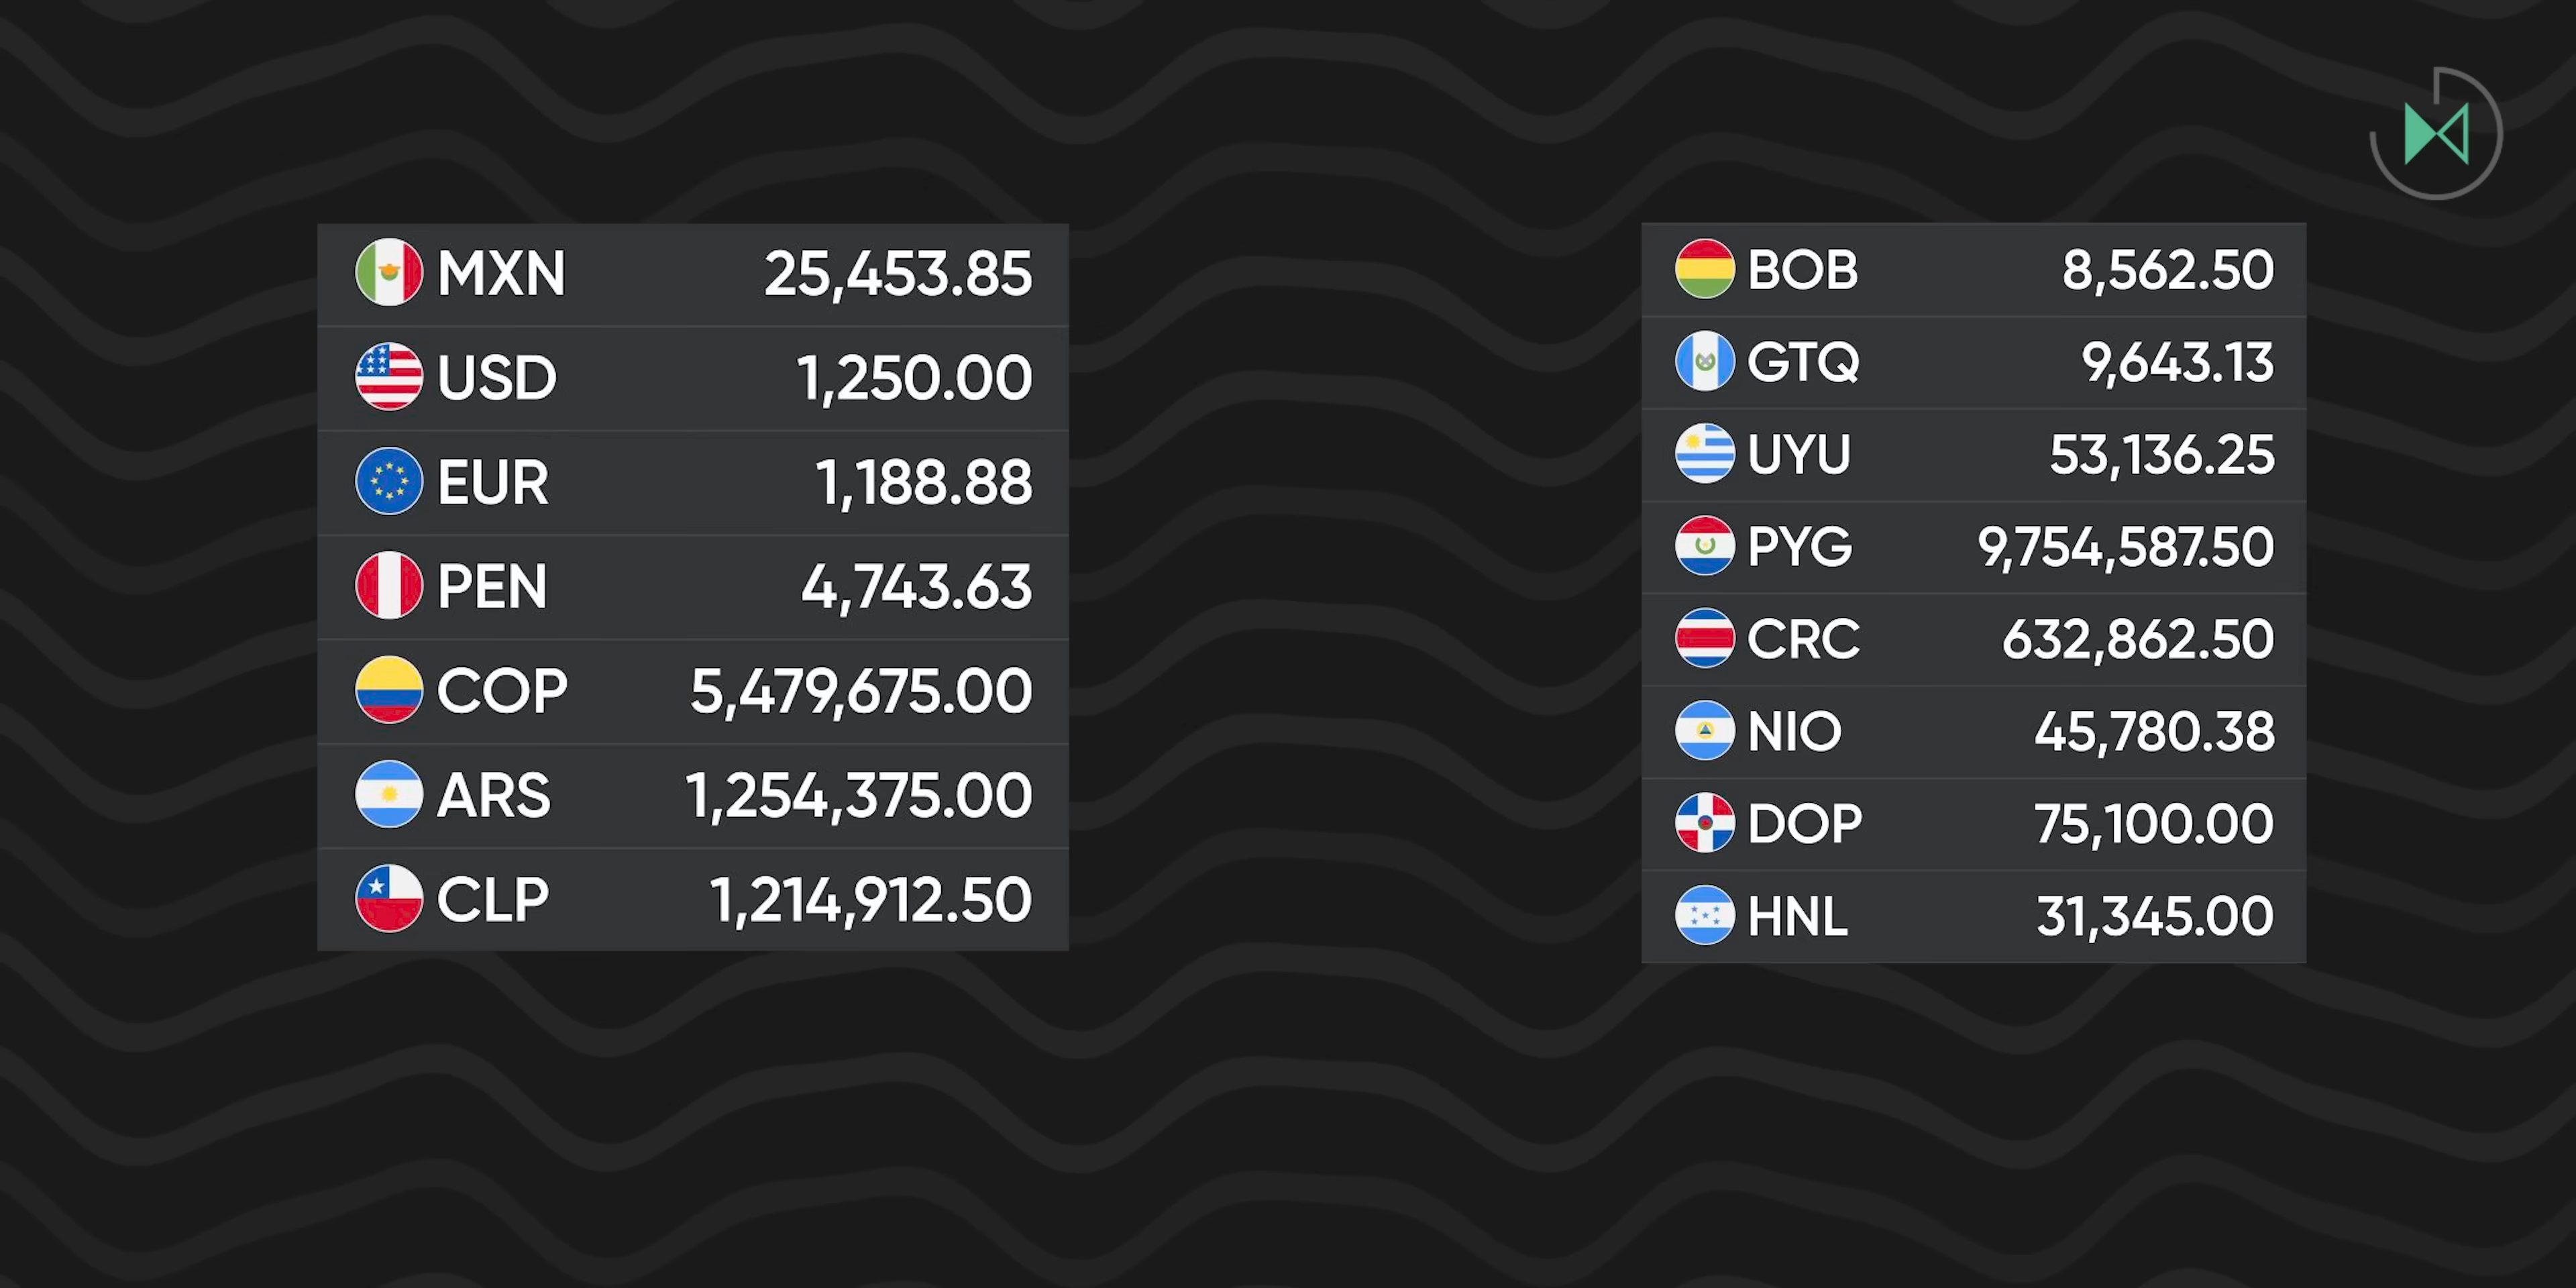 MXN 25,453.85
USD 1,250.00
EUR 1,188.88
PEN 4,743.63
COP 5,479,675.00
ARS 1,254,375.00
CLP 1,214,912.50
BOB 8,562.50
GTQ 9,643.13
UYU 53,136.25
PYG 9,754,587.50
CRC 632,862.50
NIO 45,780.38
DOP 75,100.00
HNL 31,345.00